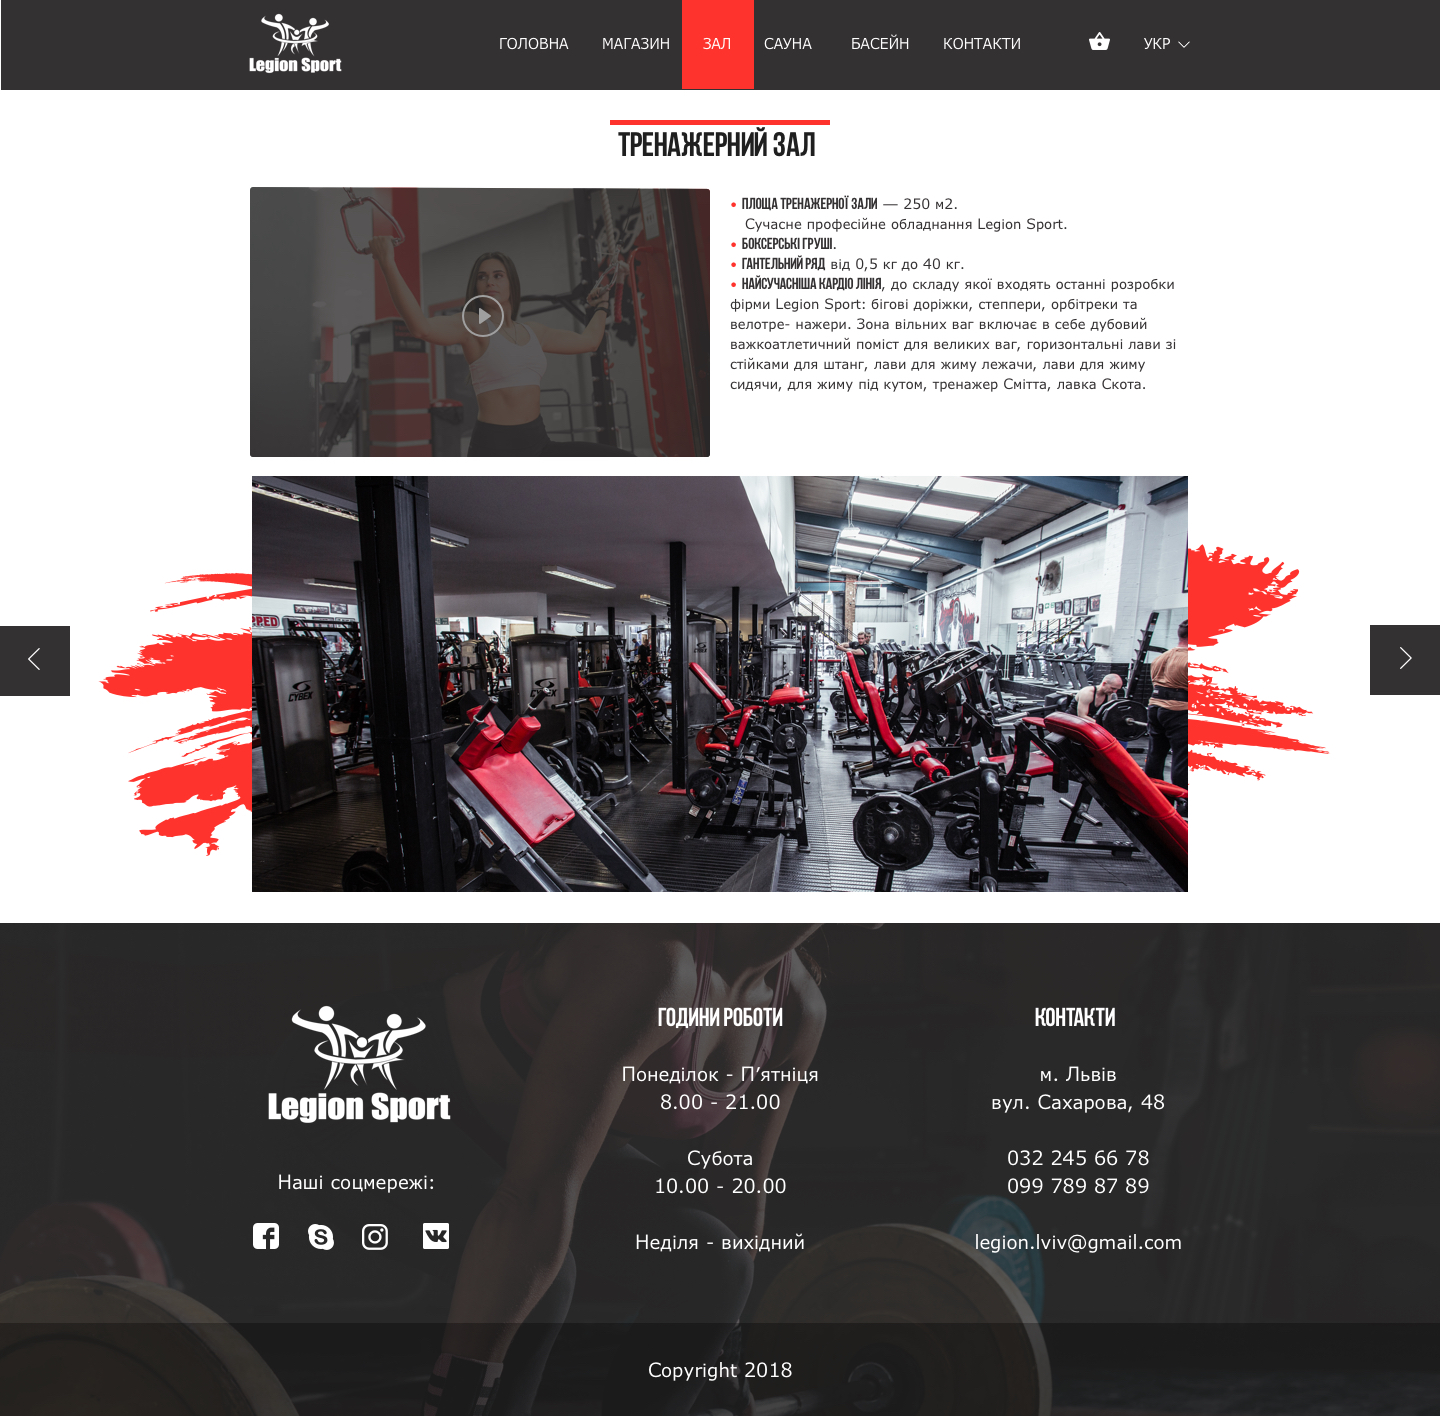 Legion Sport
ГОЛОВНА МАГАЗИН ЗАЛ САУНА БАСЕЙН КОНТАКТИ УКР
ТРЕНАЖЕРНИЙ ЗАЛ
• ПЛОЩА ТРЕНАЖЕРНОЇ ЗАЛИ — 250 м2.
Сучасне професійне обладнання Legion Sport.
• БОКСЕРСЬКІ ГРУШІ.
• ГАНТЕЛЬНИЙ РЯД від 0,5 кг до 40 кг.
• НАЙСУЧАСНІША КАРДІО ЛІНІЯ, до складу якої входять останні розробки
фірми Legion Sport: бігові доріжки, степпери, орбітреки та
велотре- нажери. Зона вільних ваг включає в себе дубовий
важкоатлетичний поміст для великих ваг, горизонтальні лави зі
стійками для штанг, лави для жиму лежачи, лави для жиму
сидячи, для жиму під кутом, тренажер Смітта, лавка Скота.
PPED
CYBEX
CYBEX
Legion Sport
Наші соцмережі:
ГОДИНИ РОБОТИ
Понеділок - П’ятніця
8.00 - 21.00
Субота
10.00 - 20.00
Неділя - вихідний
КОНТАКТИ
м. Львів
вул. Сахарова, 48
032 245 66 78
099 789 87 89
legion.lviv@gmail.com
Copyright 2018